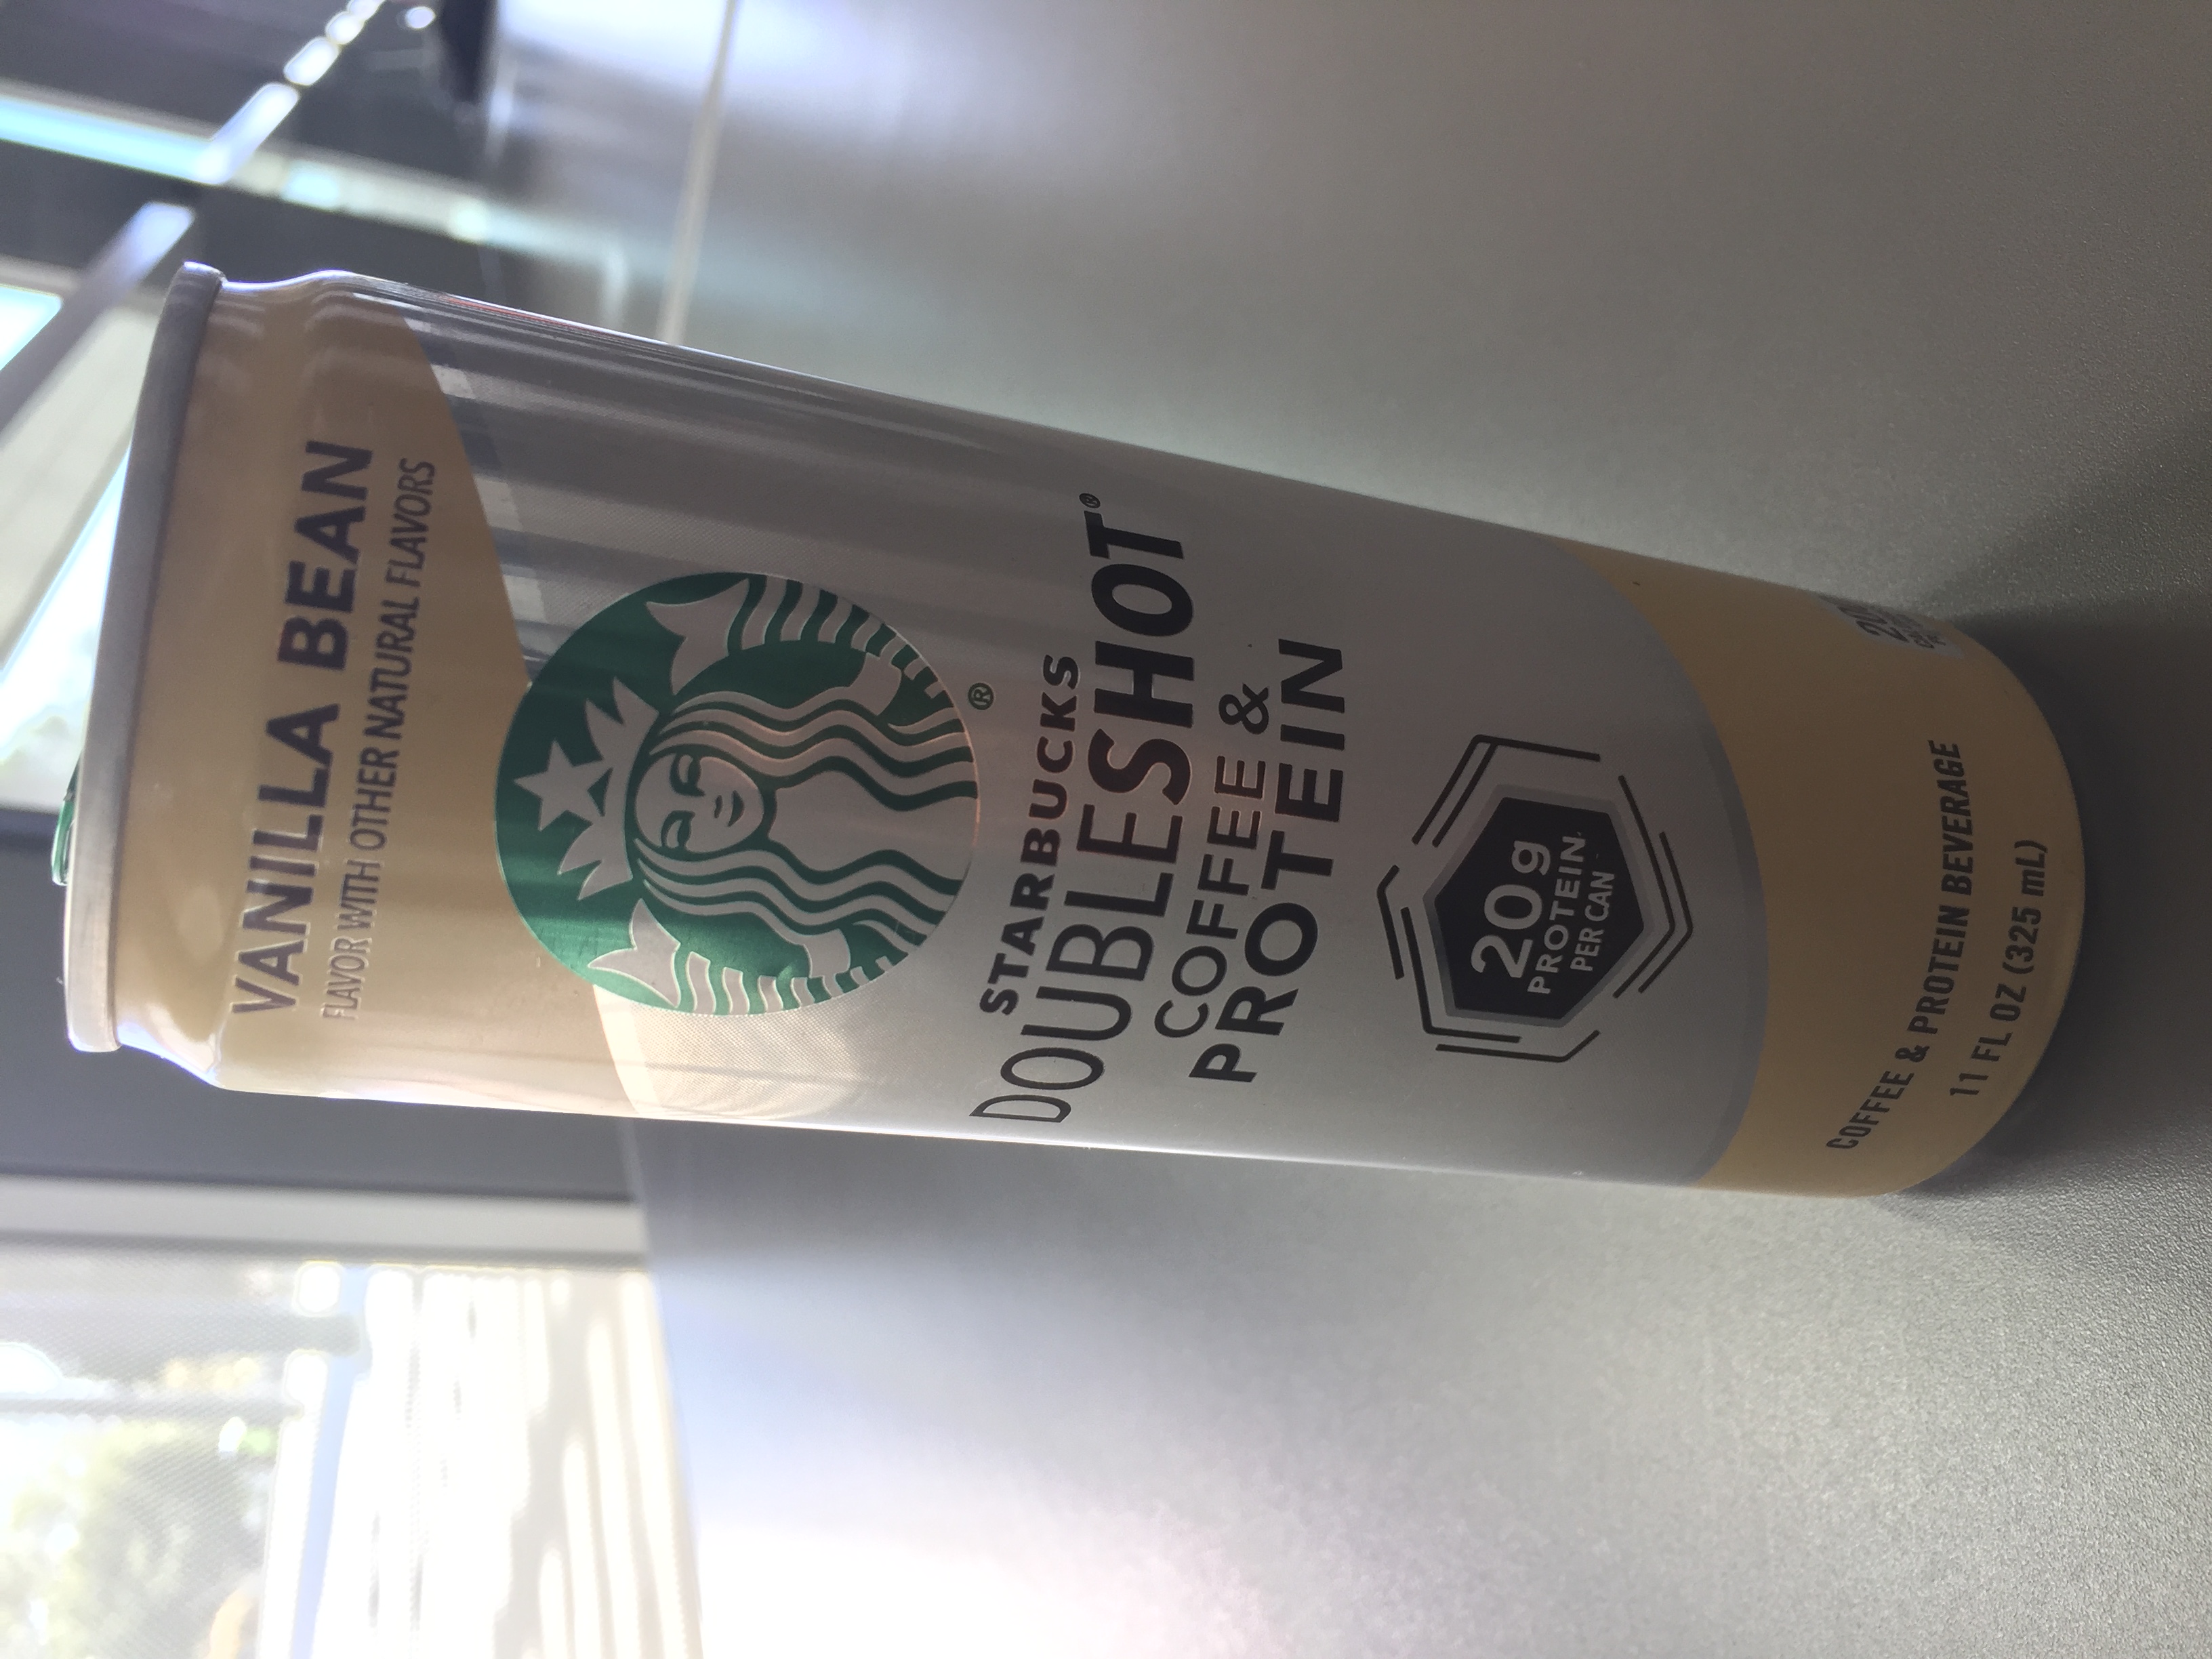 VANILLA BEAN
FLAVOR WITH OTHER NATURAL FLAVORS
®
STARBUCKS
DOUBLESHOT®
COFFEE &
PROTEIN
20g
PROTEIN
PER CAN
COFFEE & PROTEIN BEVERAGE
11 FL OZ (325 mL)